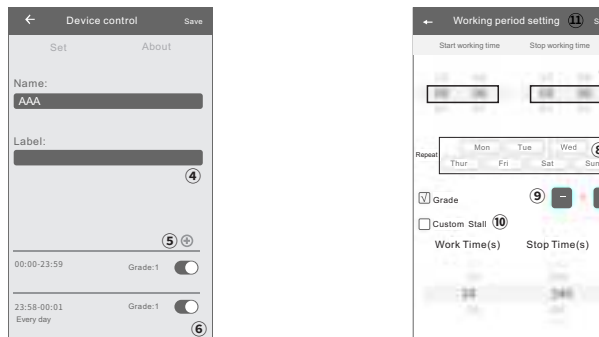 Device control Save
Set About
Name:
AAA
Label:
④
⑤
00:00-23:59 Grade:1
23:58-00:01 Grade:1
Every day
⑥
Working period setting ⑪
Start working time Stop working time
Mon Tue Wed
Repeat
Thur Fri Sat Sun
√ Grade ⑨ -
Custom Stall ⑩
Work Time(s) Stop Time(s)